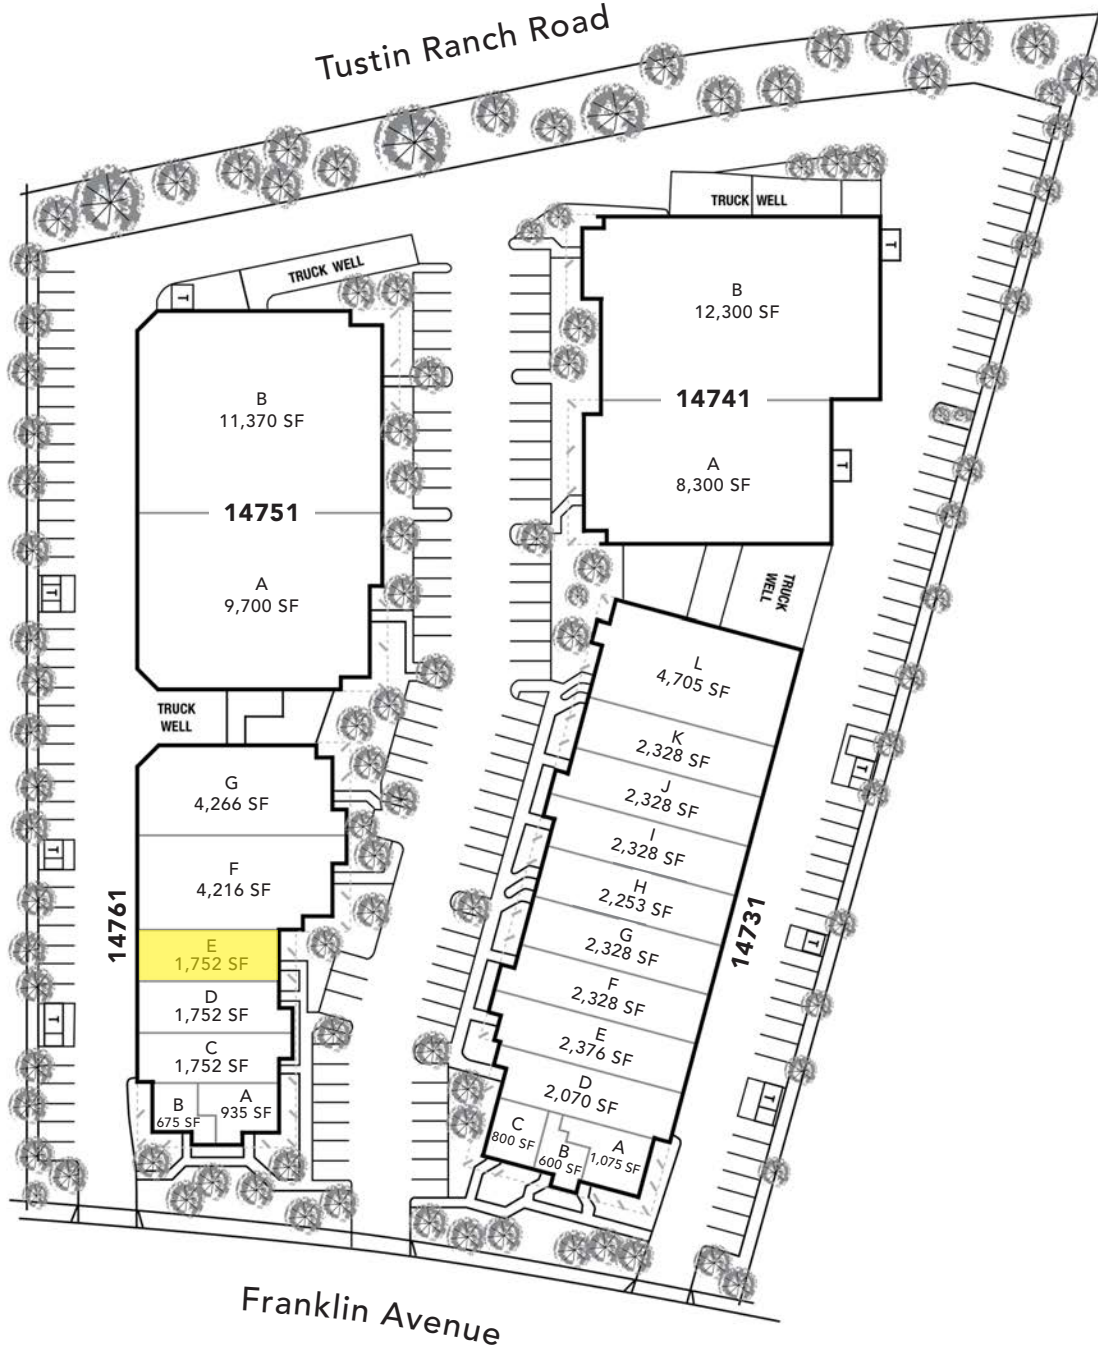 Tustin Ranch Road
TRUCK WELL
T
B
12,300 SF
14741
A
8,300 SF
T
TRUCK
WELL
TRUCK WELL
T
B
11,370 SF
14751
A
9,700 SF
T
TRUCK
WELL
G
4,266 SF
F
4,216 SF
14761
E
1,752 SF
D
1,752 SF
C
1,752 SF
B
675 SF
A
935 SF
T
T
L
4,705 SF
K
2,328 SF
J
2,328 SF
I
2,328 SF
H
2,253 SF
G
2,328 SF
F
2,328 SF
E
2,376 SF
D
2,070 SF
C
800 SF
B
600 SF
A
1,075 SF
14731
T
T
T
Franklin Avenue